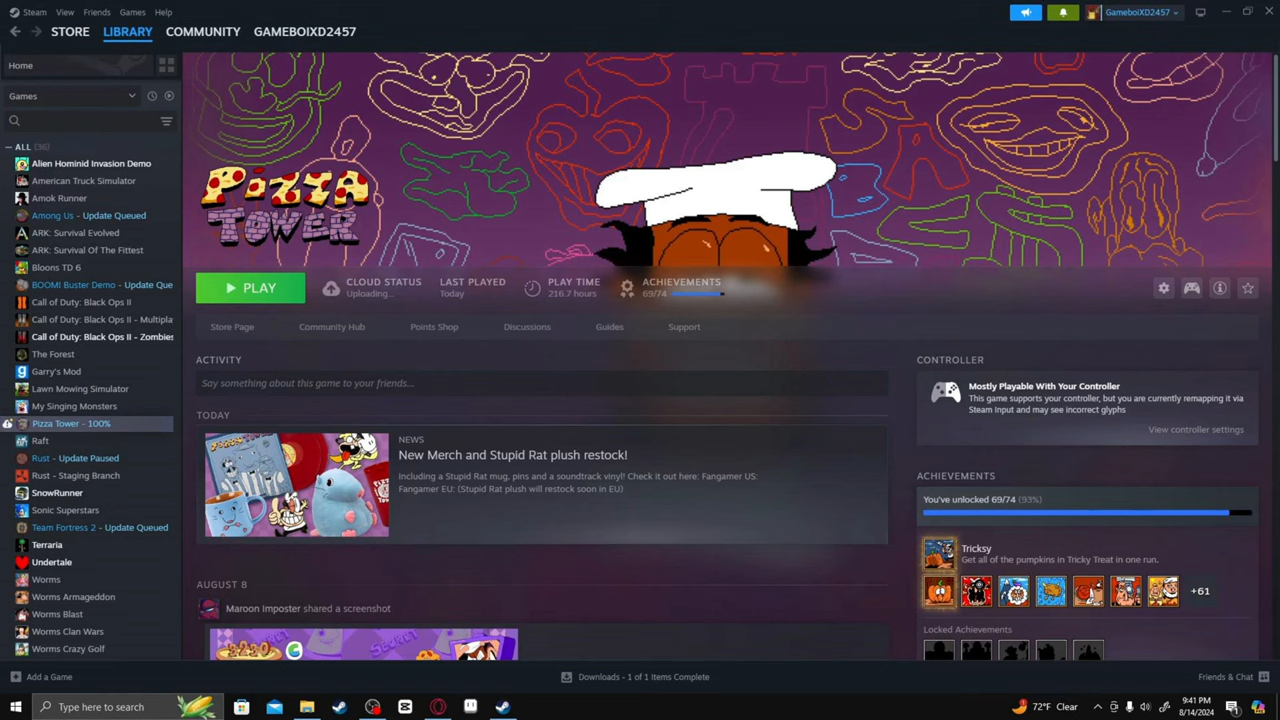 Steam View Friends Games Help
GameboiXD2457
STORE LIBRARY COMMUNITY GAMEBOIXD2457
Home
Games
ALL (36)
Alien Hominid Invasion Demo
American Truck Simulator
Amok Runner
Among Us - Update Queued
ARK: Survival Evolved
ARK: Survival Of The Fittest
Bloons TD 6
BOOM! Buster Demo - Update Que
Call of Duty: Black Ops II
Call of Duty: Black Ops II - Multipla
Call of Duty: Black Ops II - Zombies
The Forest
Garry's Mod
Lawn Mowing Simulator
My Singing Monsters
Pizza Tower - 100%
Raft
Rust - Update Paused
Rust - Staging Branch
SnowRunner
Sonic Superstars
Team Fortress 2 - Update Queued
Terraria
Undertale
Worms
Worms Armageddon
Worms Blast
Worms Clan Wars
Worms Crazy Golf
PIZZA
TOWER
PLAY
CLOUD STATUS
Uploading...
LAST PLAYED
Today
PLAY TIME
216.7 hours
ACHIEVEMENTS
69/74
Store Page Community Hub Points Shop Discussions Guides Support
ACTIVITY
Say something about this game to your friends...
TODAY
NEWS
New Merch and Stupid Rat plush restock!
Including a Stupid Rat mug, pins and a soundtrack vinyl! Check it out here: Fangamer US:
Fangamer EU: (Stupid Rat plush will restock soon in EU)
AUGUST 8
Maroon Imposter shared a screenshot
SECRET
CONTROLLER
Mostly Playable With Your Controller
This game supports your controller, but you are currently remapping it via
Steam Input and may see incorrect glyphs
View controller settings
ACHIEVEMENTS
You've unlocked 69/74 (93%)
Tricksy
Get all of the pumpkins in Tricky Treat in one run.
+61
Locked Achievements
Add a Game
Downloads - 1 of 1 Items Complete
Friends & Chat
Type here to search
72°F Clear
9:41 PM
8/14/2024
1